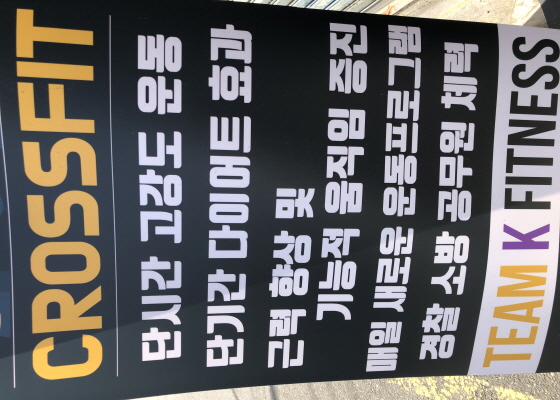 CROSSFIT
단시간 고강도 운동
단기간 다이어트 효과
근력 향상 및
기능적 움직임 증진
매일 새로운 운동프로그램
경찰 소방 공무원 체력
TEAM K FITNESS